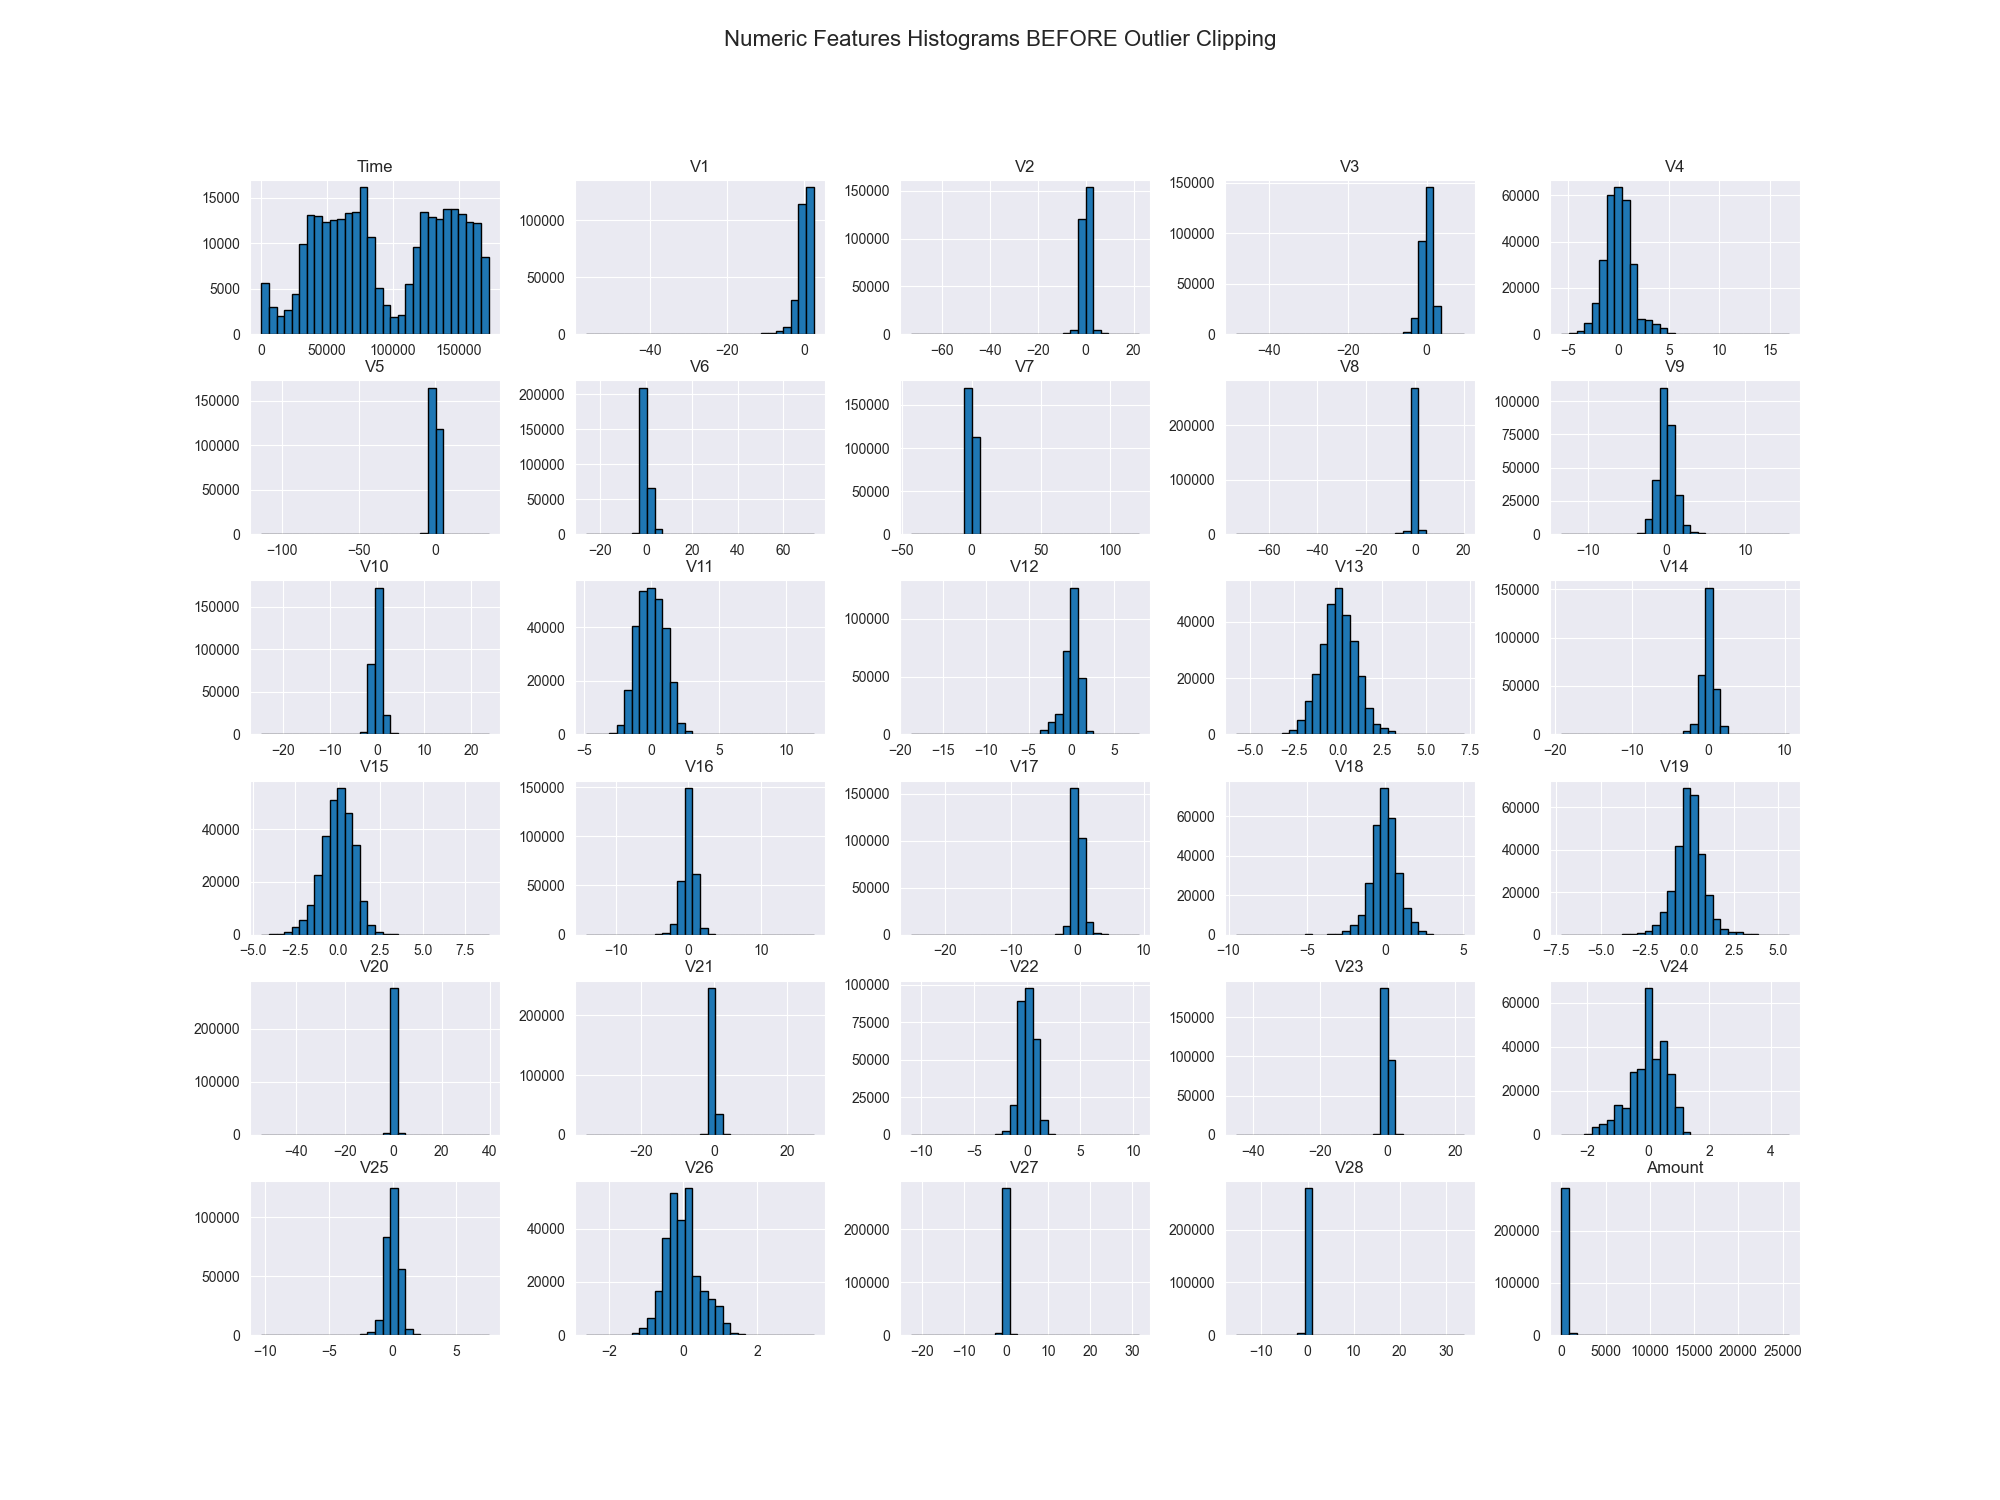 Numeric Features Histograms BEFORE Outlier Clipping
Time V1 V2 V3 V4
15000 10000 5000 0
0 50000 100000 150000
100000 50000 0
−40 −20 0
150000 100000 50000 0
−60 −40 −20 0 20
150000 100000 50000 0
−40 −20 0
60000 40000 20000 0
−5 0 5 10 15
V5 V6 V7 V8 V9
150000 100000 50000 0
−100 −50 0
200000 150000 100000 50000 0
−20 0 20 40 60
150000 100000 50000 0
−50 0 50 100
200000 100000 0
−60 −40 −20 0 20
100000 75000 50000 25000 0
−10 0 10
V10 V11 V12 V13 V14
150000 100000 50000 0
−20 −10 0 10 20
40000 20000 0
−5 0 5 10
100000 50000 0
−20 −15 −10 −5 0 5
40000 20000 0
−5.0 −2.5 0.0 2.5 5.0 7.5
150000 100000 50000 0
−20 −10 0 10
V15 V16 V17 V18 V19
40000 20000 0
−5.0 −2.5 0.0 2.5 5.0 7.5
150000 100000 50000 0
−10 0 10
150000 100000 50000 0
−20 −10 0 10
60000 40000 20000 0
−10 −5 0 5
60000 40000 20000 0
−7.5 −5.0 −2.5 0.0 2.5 5.0
V20 V21 V22 V23 V24
200000 100000 0
−40 −20 0 20 40
200000 100000 0
−20 0 20
100000 75000 50000 25000 0
−10 −5 0 5 10
150000 100000 50000 0
−40 −20 0 20
60000 40000 20000 0
−2 0 2 4
V25 V26 V27 V28 Amount
100000 50000 0
−10 −5 0 5
40000 20000 0
−2 0 2
200000 100000 0
−20 −10 0 10 20 30
200000 100000 0
−10 0 10 20 30
200000 100000 0
0 5000 10000 15000 20000 25000